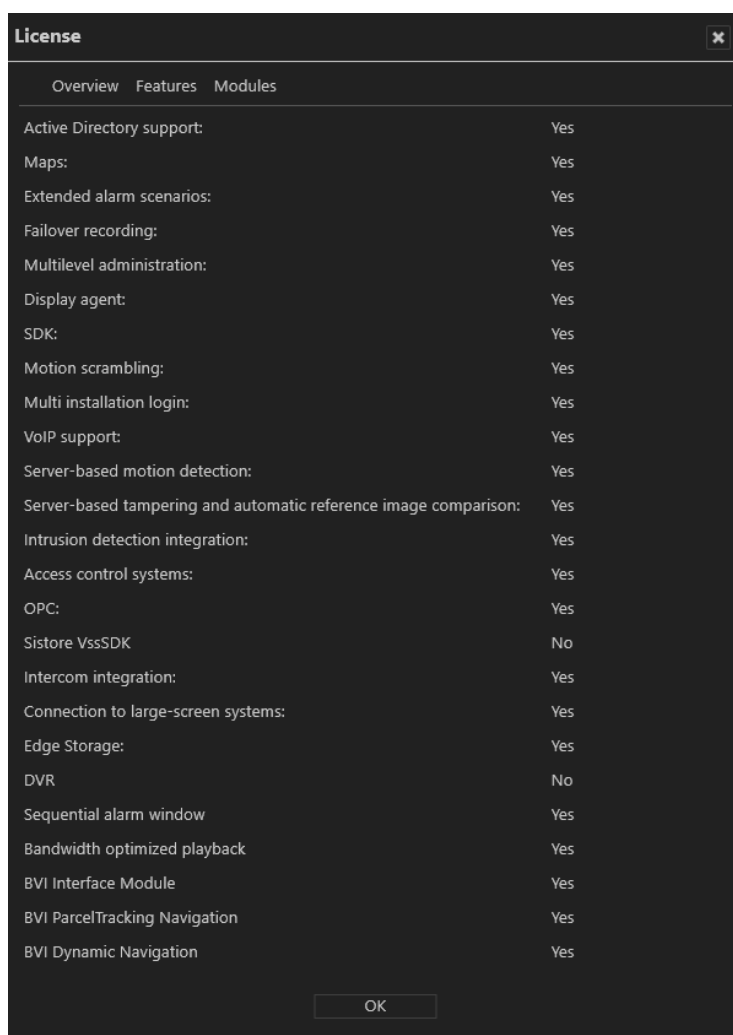 License
Overview Features Modules
Active Directory support: Yes
Maps: Yes
Extended alarm scenarios: Yes
Failover recording: Yes
Multilevel administration: Yes
Display agent: Yes
SDK: Yes
Motion scrambling: Yes
Multi installation login: Yes
VoIP support: Yes
Server-based motion detection: Yes
Server-based tampering and automatic reference image comparison: Yes
Intrusion detection integration: Yes
Access control systems: Yes
OPC: Yes
Sistore VssSDK No
Intercom integration: Yes
Connection to large-screen systems: Yes
Edge Storage: Yes
DVR No
Sequential alarm window Yes
Bandwidth optimized playback Yes
BVI Interface Module Yes
BVI ParcelTracking Navigation Yes
BVI Dynamic Navigation Yes
OK